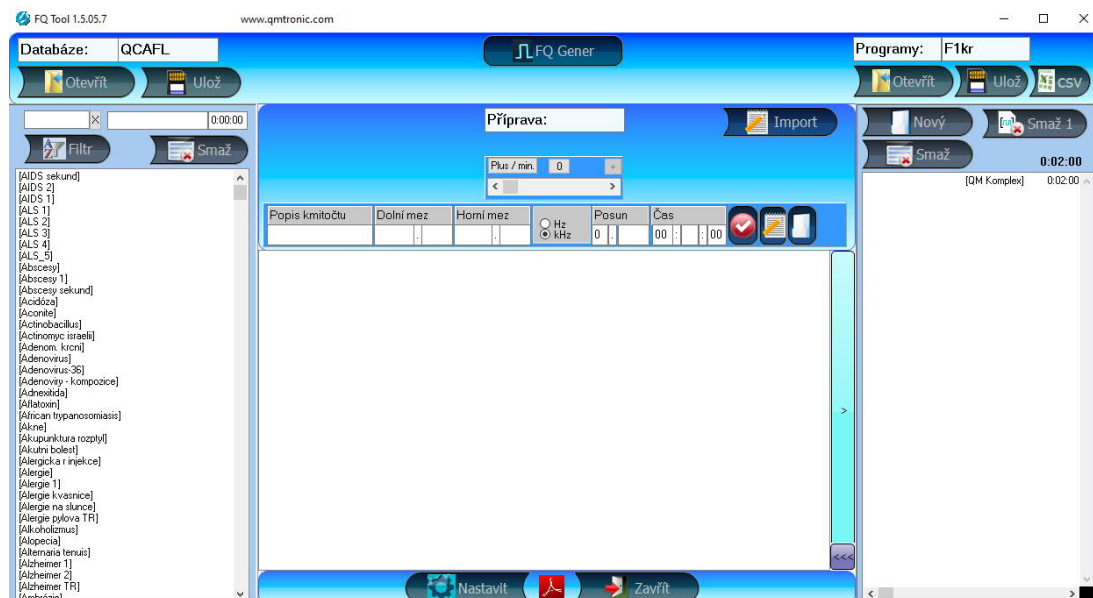 FQ Tool 1.5.05.7
www.qmtronic.com
Databáze: QCAFL
FQ Gener
Programy: F1kr
Otevřít
Ulož
Otevřít
Ulož
csv
X
0:00:00
Filtr
Smaž
Příprava:
Import
Nový
Smaž 1
Smaž
0:02:00
Plus / min.
0
+
<
>
Popis kmitočtu
Dolní mez
Horní mez
Hz
kHz
Posun
Čas
. . 0 . 00 : : 00
[QM Komplex] 0:02:00
[AIDS sekund]
[AIDS 2]
[AIDS 1]
[ALS 1]
[ALS 2]
[ALS 3]
[ALS 4]
[ALS_5]
[Abscesy]
[Abscesy 1]
[Abscesy sekund]
[Acidóza]
[Aconite]
[Actinobacillus]
[Actinomyc israelii]
[Adenom. krcni]
[Adenovirus]
[Adenovirus-36]
[Adenoviry - kompozice]
[Adnexitida]
[Aflatoxin]
[African trypanosomiasis]
[Akne]
[Akupunktura rozptyl]
[Akutni bolest]
[Alergicka r injekce]
[Alergie]
[Alergie 1]
[Alergie kvasnice]
[Alergie na slunce]
[Alergie pylova TR]
[Alkoholizmus]
[Alopecia]
[Alternaria tenuis]
[Alzheimer 1]
[Alzheimer 2]
[Alzheimer TR]
>
<<<
Nastavit
Zavřít